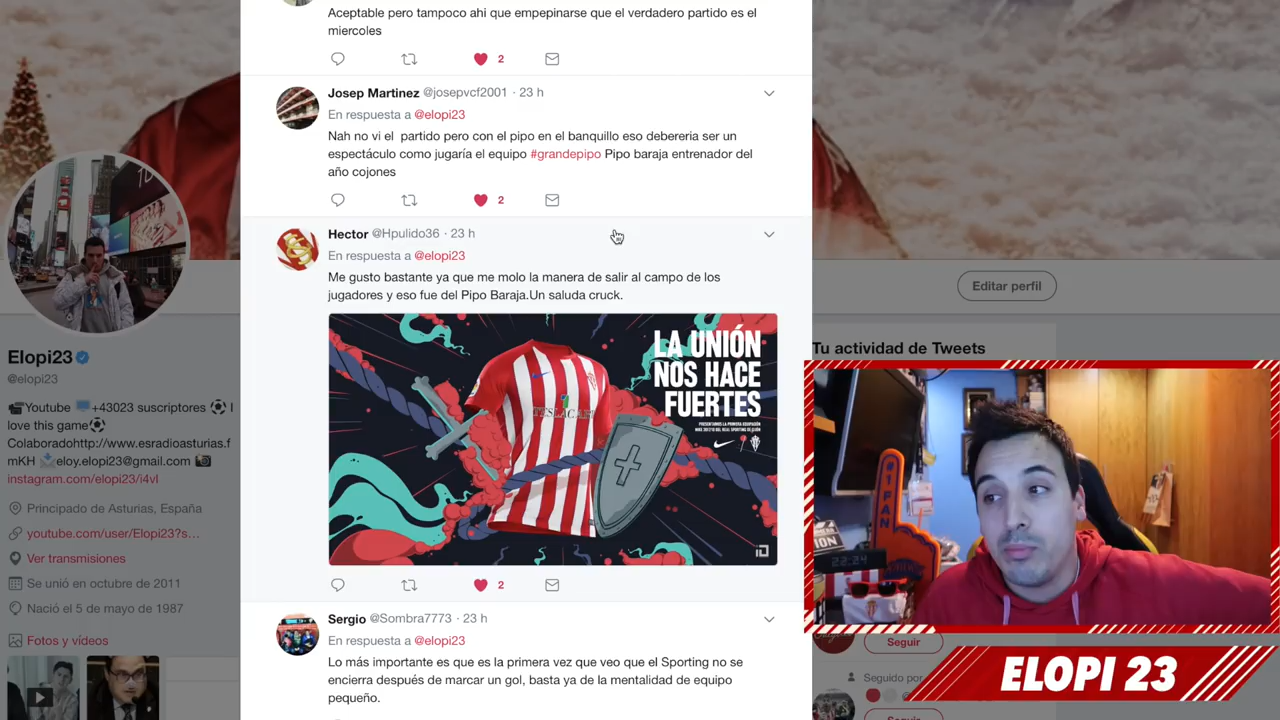 Aceptable pero tampoco ahi que empepinarse que el verdadero partido es el
miercoles
2
Josep Martinez @josepvcf2001 · 23 h
En respuesta a @elopi23
Nah no vi el partido pero con el pipo en el banquillo eso debereria ser un
espectáculo como jugaría el equipo #grandepipo Pipo baraja entrenador del
año cojones
2
Hector @Hpulido36 · 23 h
En respuesta a @elopi23
Me gusto bastante ya que me molo la manera de salir al campo de los
jugadores y eso fue del Pipo Baraja.Un saluda cruck.
LA UNIÓN
NOS HACE
FUERTES
2
Sergio @Sombra7773 · 23 h
En respuesta a @elopi23
Lo más importante es que es la primera vez que veo que el Sporting no se
encierra después de marcar un gol, basta ya de la mentalidad de equipo
pequeño.
Elopi23
@elopi23
Youtube +43023 suscriptores I
love this game
Colaboradohttp://www.esradioasturias.f
mKH eloy.elopi23@gmail.com
instagram.com/elopi23/i4vI
Principado de Asturias, España
youtube.com/user/Elopi23?s…
Ver transmisiones
Se unió en octubre de 2011
Nació el 5 de mayo de 1987
Fotos y vídeos
Editar perfil
Tu actividad de Tweets
#1 FAN
22:24
Seguir
Seguido por
Seguir
ELOPI 23